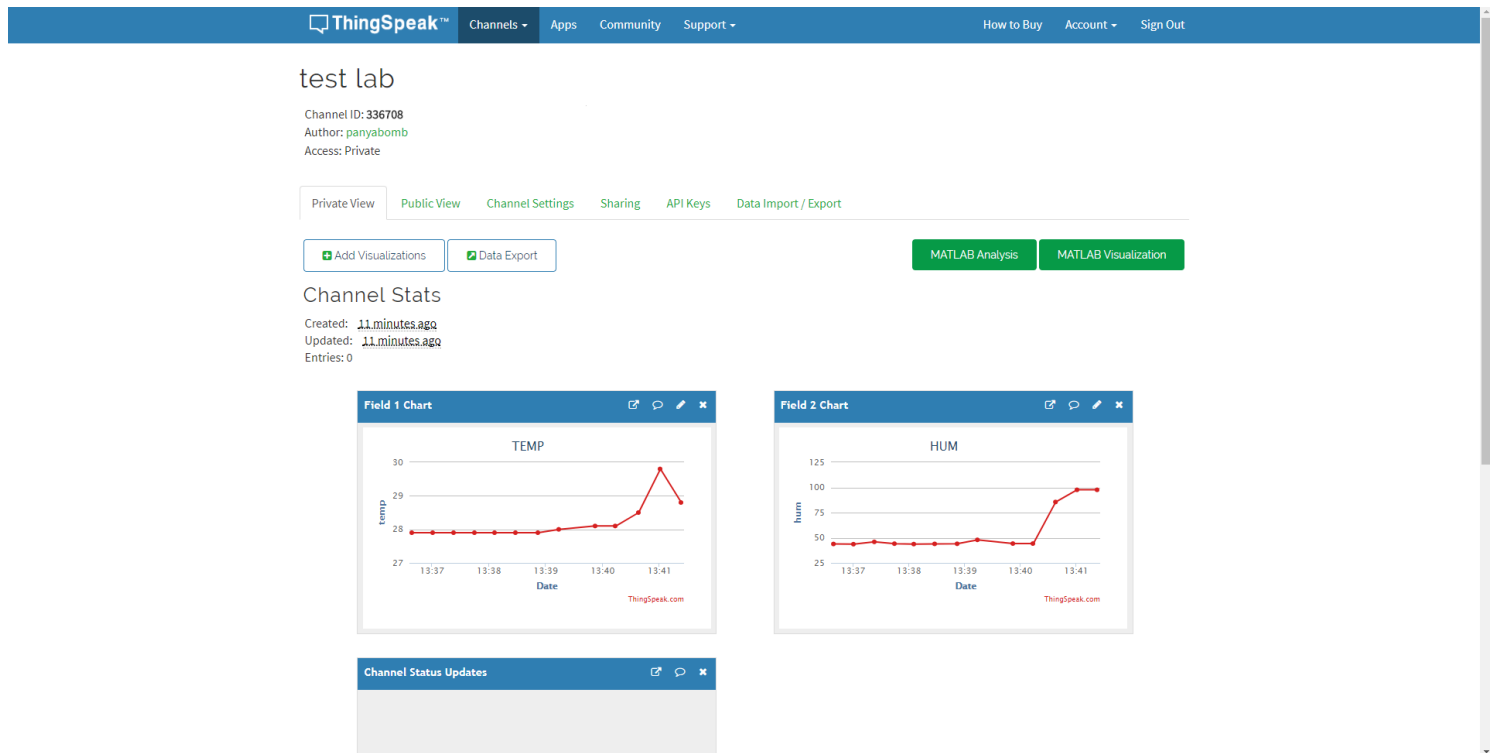 ThingSpeak™ Channels Apps Community Support How to Buy Account Sign Out
test lab
Channel ID: 336708
Author: panyabomb
Access: Private
Private View Public View Channel Settings Sharing API Keys Data Import / Export
Add Visualizations Data Export MATLAB Analysis MATLAB Visualization
Channel Stats
Created: 11 minutes ago
Updated: 11 minutes ago
Entries: 0
Field 1 Chart
TEMP
30
29
28
27
temp
13:37 13:38 13:39 13:40 13:41
Date
ThingSpeak.com
Field 2 Chart
HUM
125
100
75
50
25
hum
13:37 13:38 13:39 13:40 13:41
Date
ThingSpeak.com
Channel Status Updates